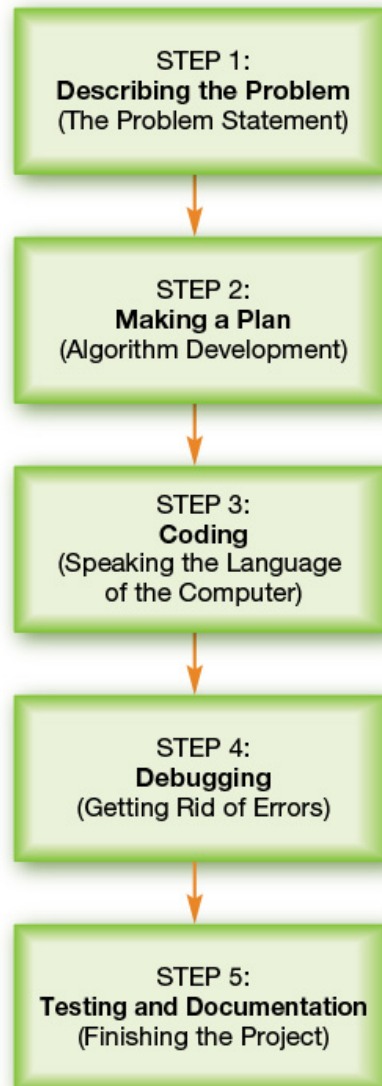 STEP 1:
Describing the Problem
(The Problem Statement)
STEP 2:
Making a Plan
(Algorithm Development)
STEP 3:
Coding
(Speaking the Language
of the Computer)
STEP 4:
Debugging
(Getting Rid of Errors)
STEP 5:
Testing and Documentation
(Finishing the Project)